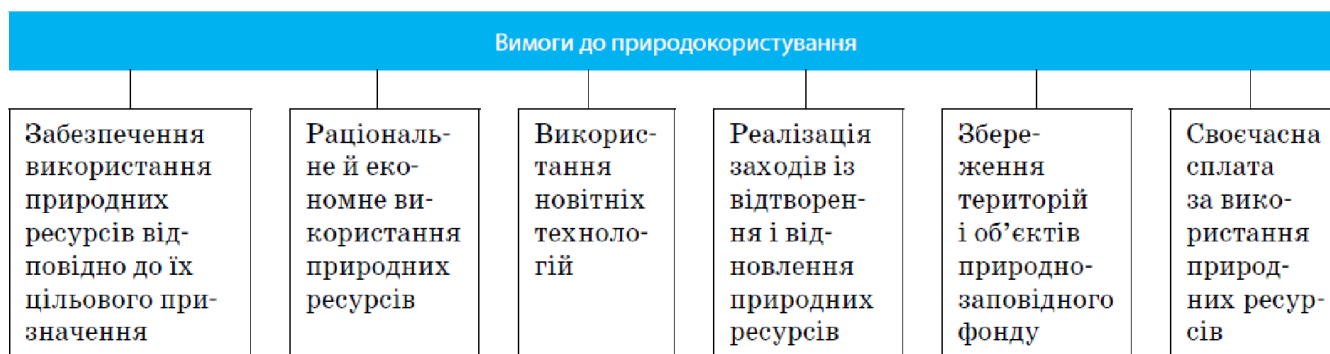 Вимоги до природокористування
Забезпечення
використання
природних
ресурсів від-
повідно до їх
цільового при-
значення
Раціональ-
не й еко-
номне ви-
користання
природних
ресурсів
Викорис-
тання
новітніх
техноло-
гій
Реалізація
заходів із
відтворен-
ня і від-
новлення
природних
ресурсів
Збере-
ження
територій
і об’єктів
природно-
заповідного
фонду
Своєчасна
сплата
за вико-
ристання
природ-
них ресур-
сів